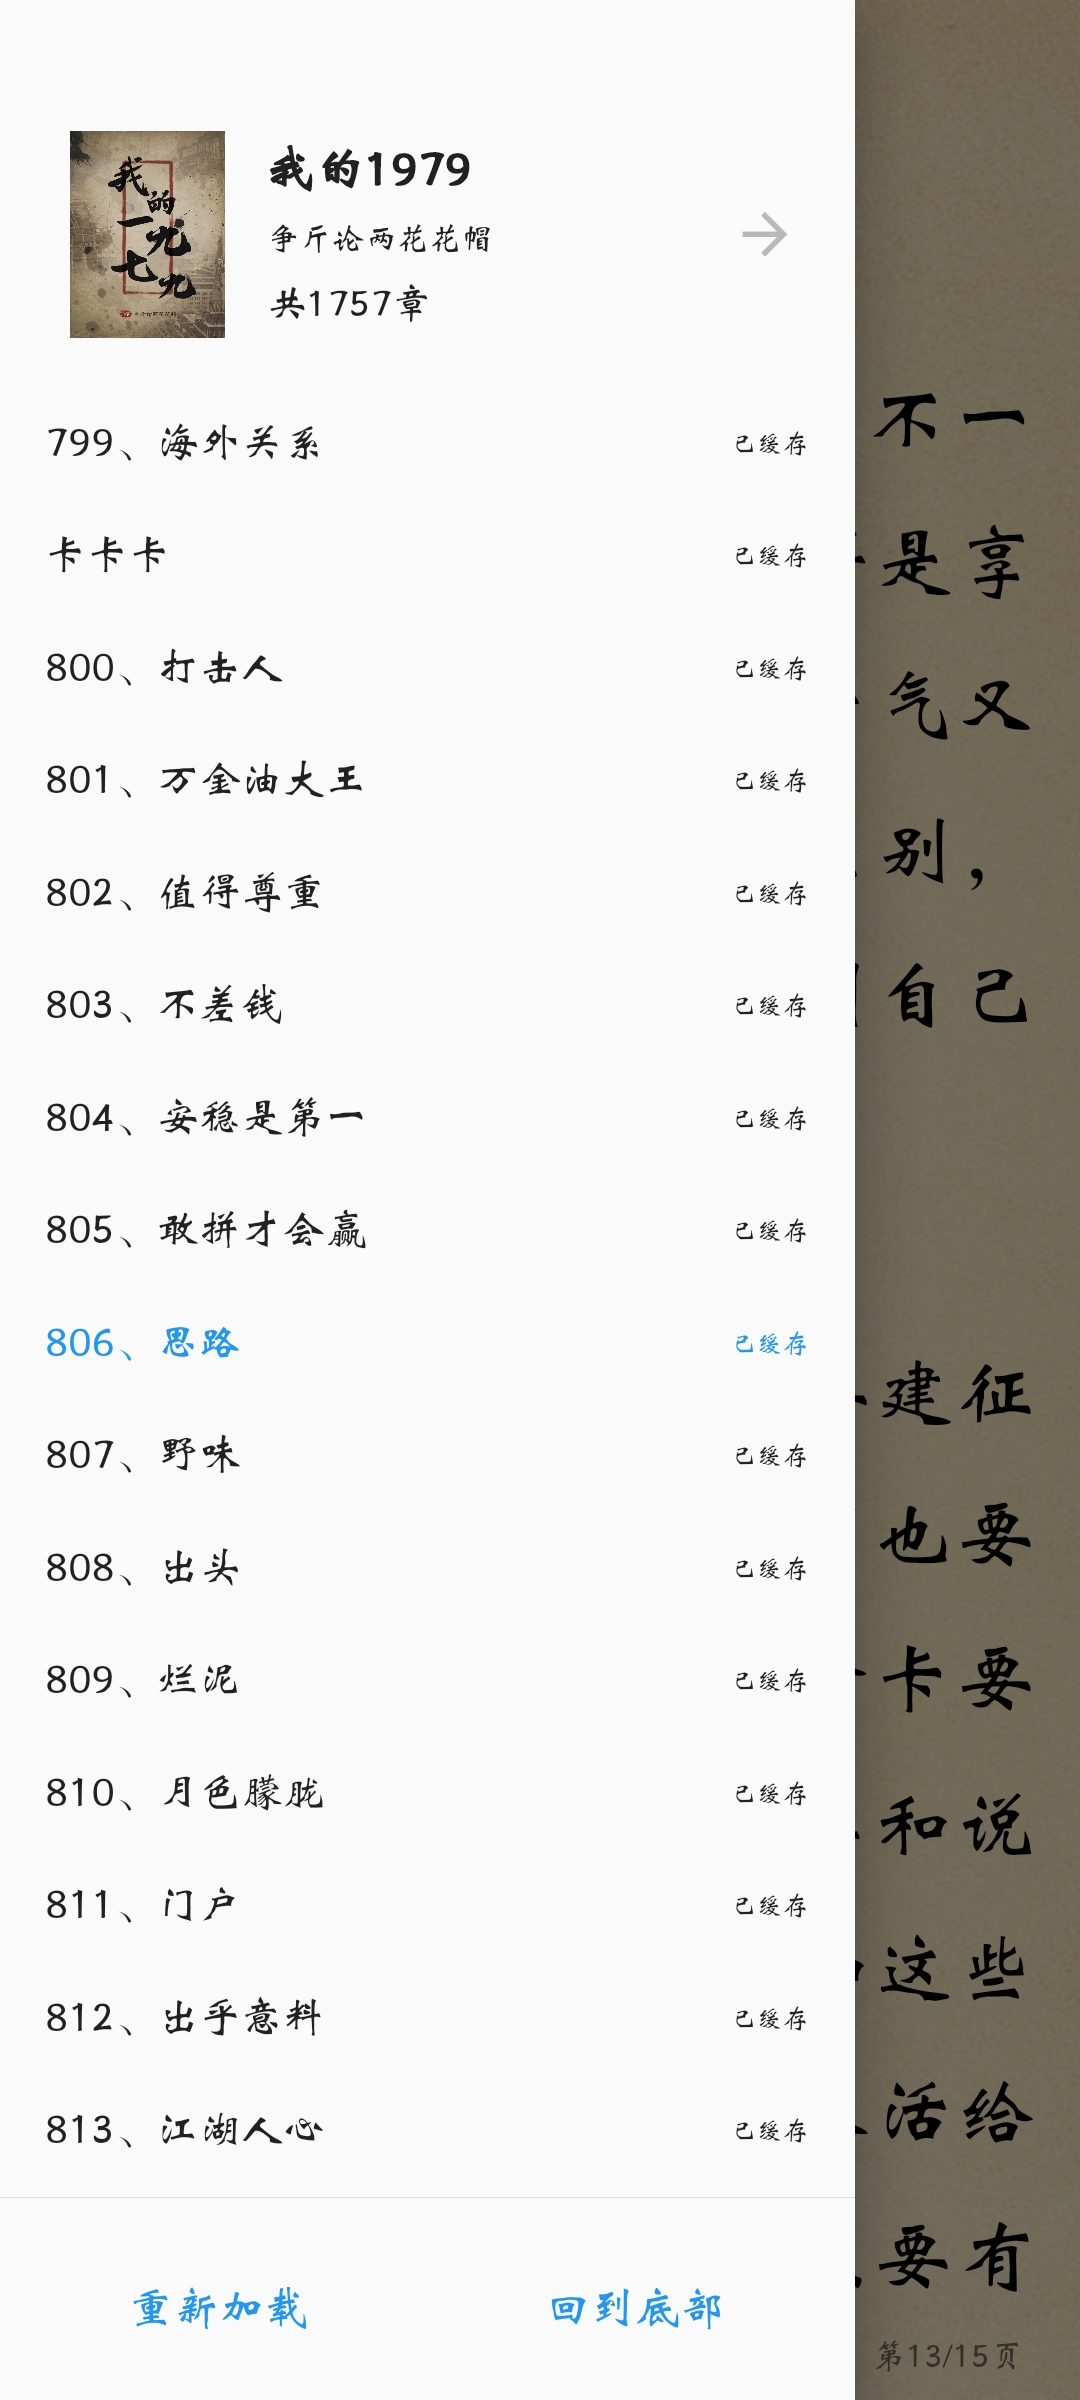 我的一九七九
我的1979
争斤论两花花帽
共1757章
799、海外关系 已缓存
卡卡卡 已缓存
800、打击人 已缓存
801、万金油大王 已缓存
802、值得尊重 已缓存
803、不差钱 已缓存
804、安稳是第一 已缓存
805、敢拼才会赢 已缓存
806、思路 已缓存
807、野味 已缓存
808、出头 已缓存
809、烂泥 已缓存
810、月色朦胧 已缓存
811、门户 已缓存
812、出乎意料 已缓存
813、江湖人心 已缓存
重新加载 回到底部
不一
是享
气又
别，
自己
建征
也要
卡要
和说
这些
活给
要有
第13/15页